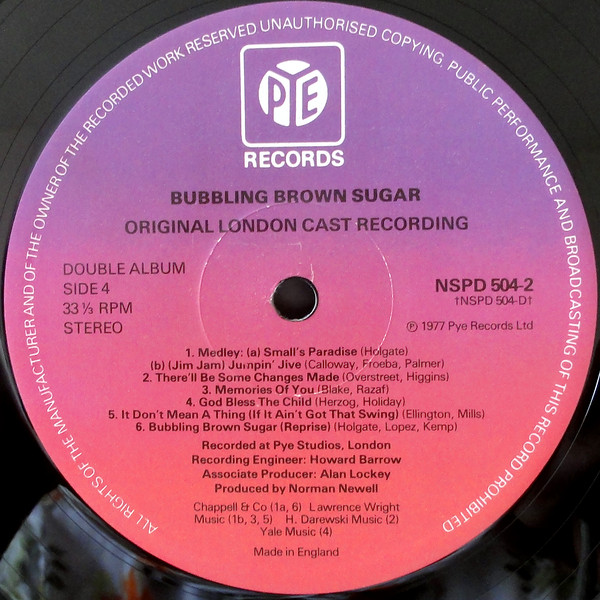 ALL RIGHTS OF THE MANUFACTURER AND OF THE OWNER OF THE RECORDED WORK RESERVED UNAUTHORISED COPYING, PUBLIC PERFORMANCE AND BROADCASTING OF THIS RECORD PROHIBITED
PYE
RECORDS
BUBBLING BROWN SUGAR
ORIGINAL LONDON CAST RECORDING
DOUBLE ALBUM
SIDE 4
33⅓ RPM
STEREO
NSPD 504-2
†NSPD 504-D†
℗ 1977 Pye Records Ltd
1. Medley: (a) Small's Paradise (Holgate)
(b) (Jim Jam) Jumpin' Jive (Calloway, Froeba, Palmer)
2. There'll Be Some Changes Made (Overstreet, Higgins)
3. Memories Of You (Blake, Razaf)
4. God Bless The Child (Herzog, Holiday)
5. It Don't Mean A Thing (If It Ain't Got That Swing) (Ellington, Mills)
6. Bubbling Brown Sugar (Reprise) (Holgate, Lopez, Kemp)
Recorded at Pye Studios, London
Recording Engineer: Howard Barrow
Associate Producer: Alan Lockey
Produced by Norman Newell
Chappell & Co (1a, 6) Lawrence Wright
Music (1b, 3, 5) H. Darewski Music (2)
Yale Music (4)
Made in England